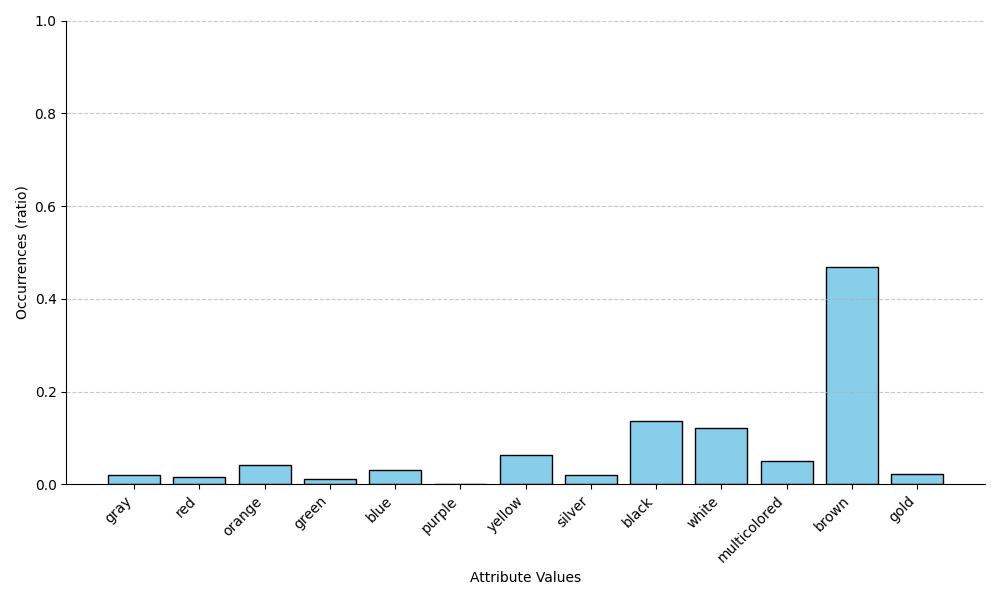 1.0
0.8
0.6
0.4
0.2
0.0
Occurrences (ratio)
gray
red
orange
green
blue
purple
yellow
silver
black
white
multicolored
brown
gold
Attribute Values